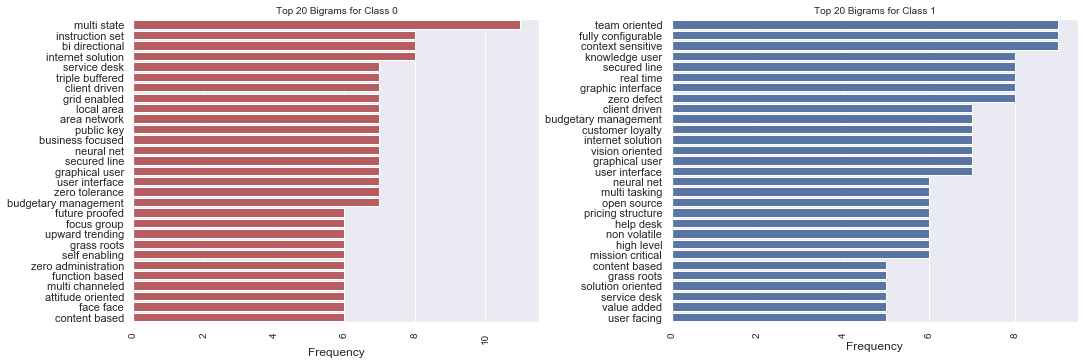 Top 20 Bigrams for Class 0
multi state
instruction set
bi directional
internet solution
service desk
triple buffered
client driven
grid enabled
local area
area network
public key
business focused
neural net
secured line
graphical user
user interface
zero tolerance
budgetary management
future proofed
focus group
upward trending
grass roots
self enabling
zero administration
function based
multi channeled
attitude oriented
face face
content based
0
2
4
6
8
10
Frequency
Top 20 Bigrams for Class 1
team oriented
fully configurable
context sensitive
knowledge user
secured line
real time
graphic interface
zero defect
client driven
budgetary management
customer loyalty
internet solution
vision oriented
graphical user
user interface
neural net
multi tasking
open source
pricing structure
help desk
non volatile
high level
mission critical
content based
grass roots
solution oriented
service desk
value added
user facing
0
2
4
6
8
Frequency